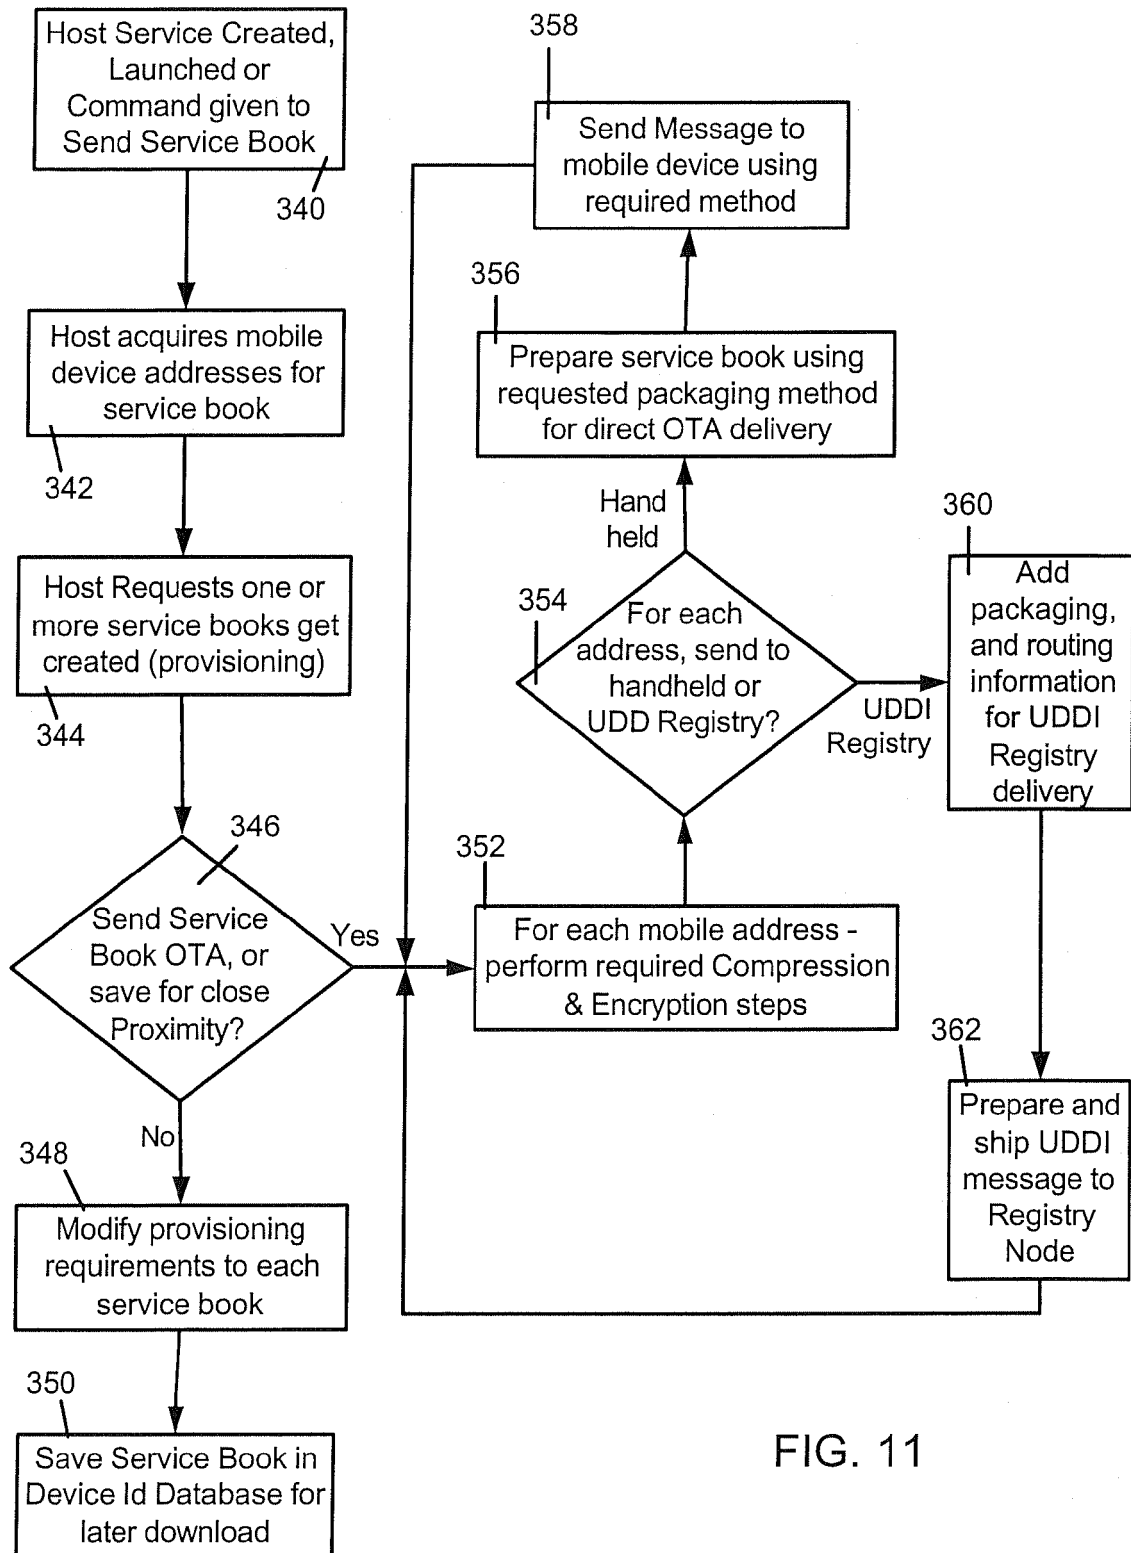 Host Service Created,
Launched or
Command given to
Send Service Book
340
Host acquires mobile
device addresses for
service book
342
Host Requests one or
more service books get
created (provisioning)
344
346
Send Service
Book OTA, or
save for close
Proximity?
Yes
No
348
Modify provisioning
requirements to each
service book
350
Save Service Book in
Device Id Database for
later download
358
Send Message to
mobile device using
required method
356
Prepare service book using
requested packaging method
for direct OTA delivery
Hand
held
354
For each
address, send to
handheld or
UDD Registry?
UDDI
Registry
352
For each mobile address -
perform required Compression
& Encryption steps
360
Add
packaging,
and routing
information
for UDDI
Registry
delivery
362
Prepare and
ship UDDI
message to
Registry
Node
FIG. 11